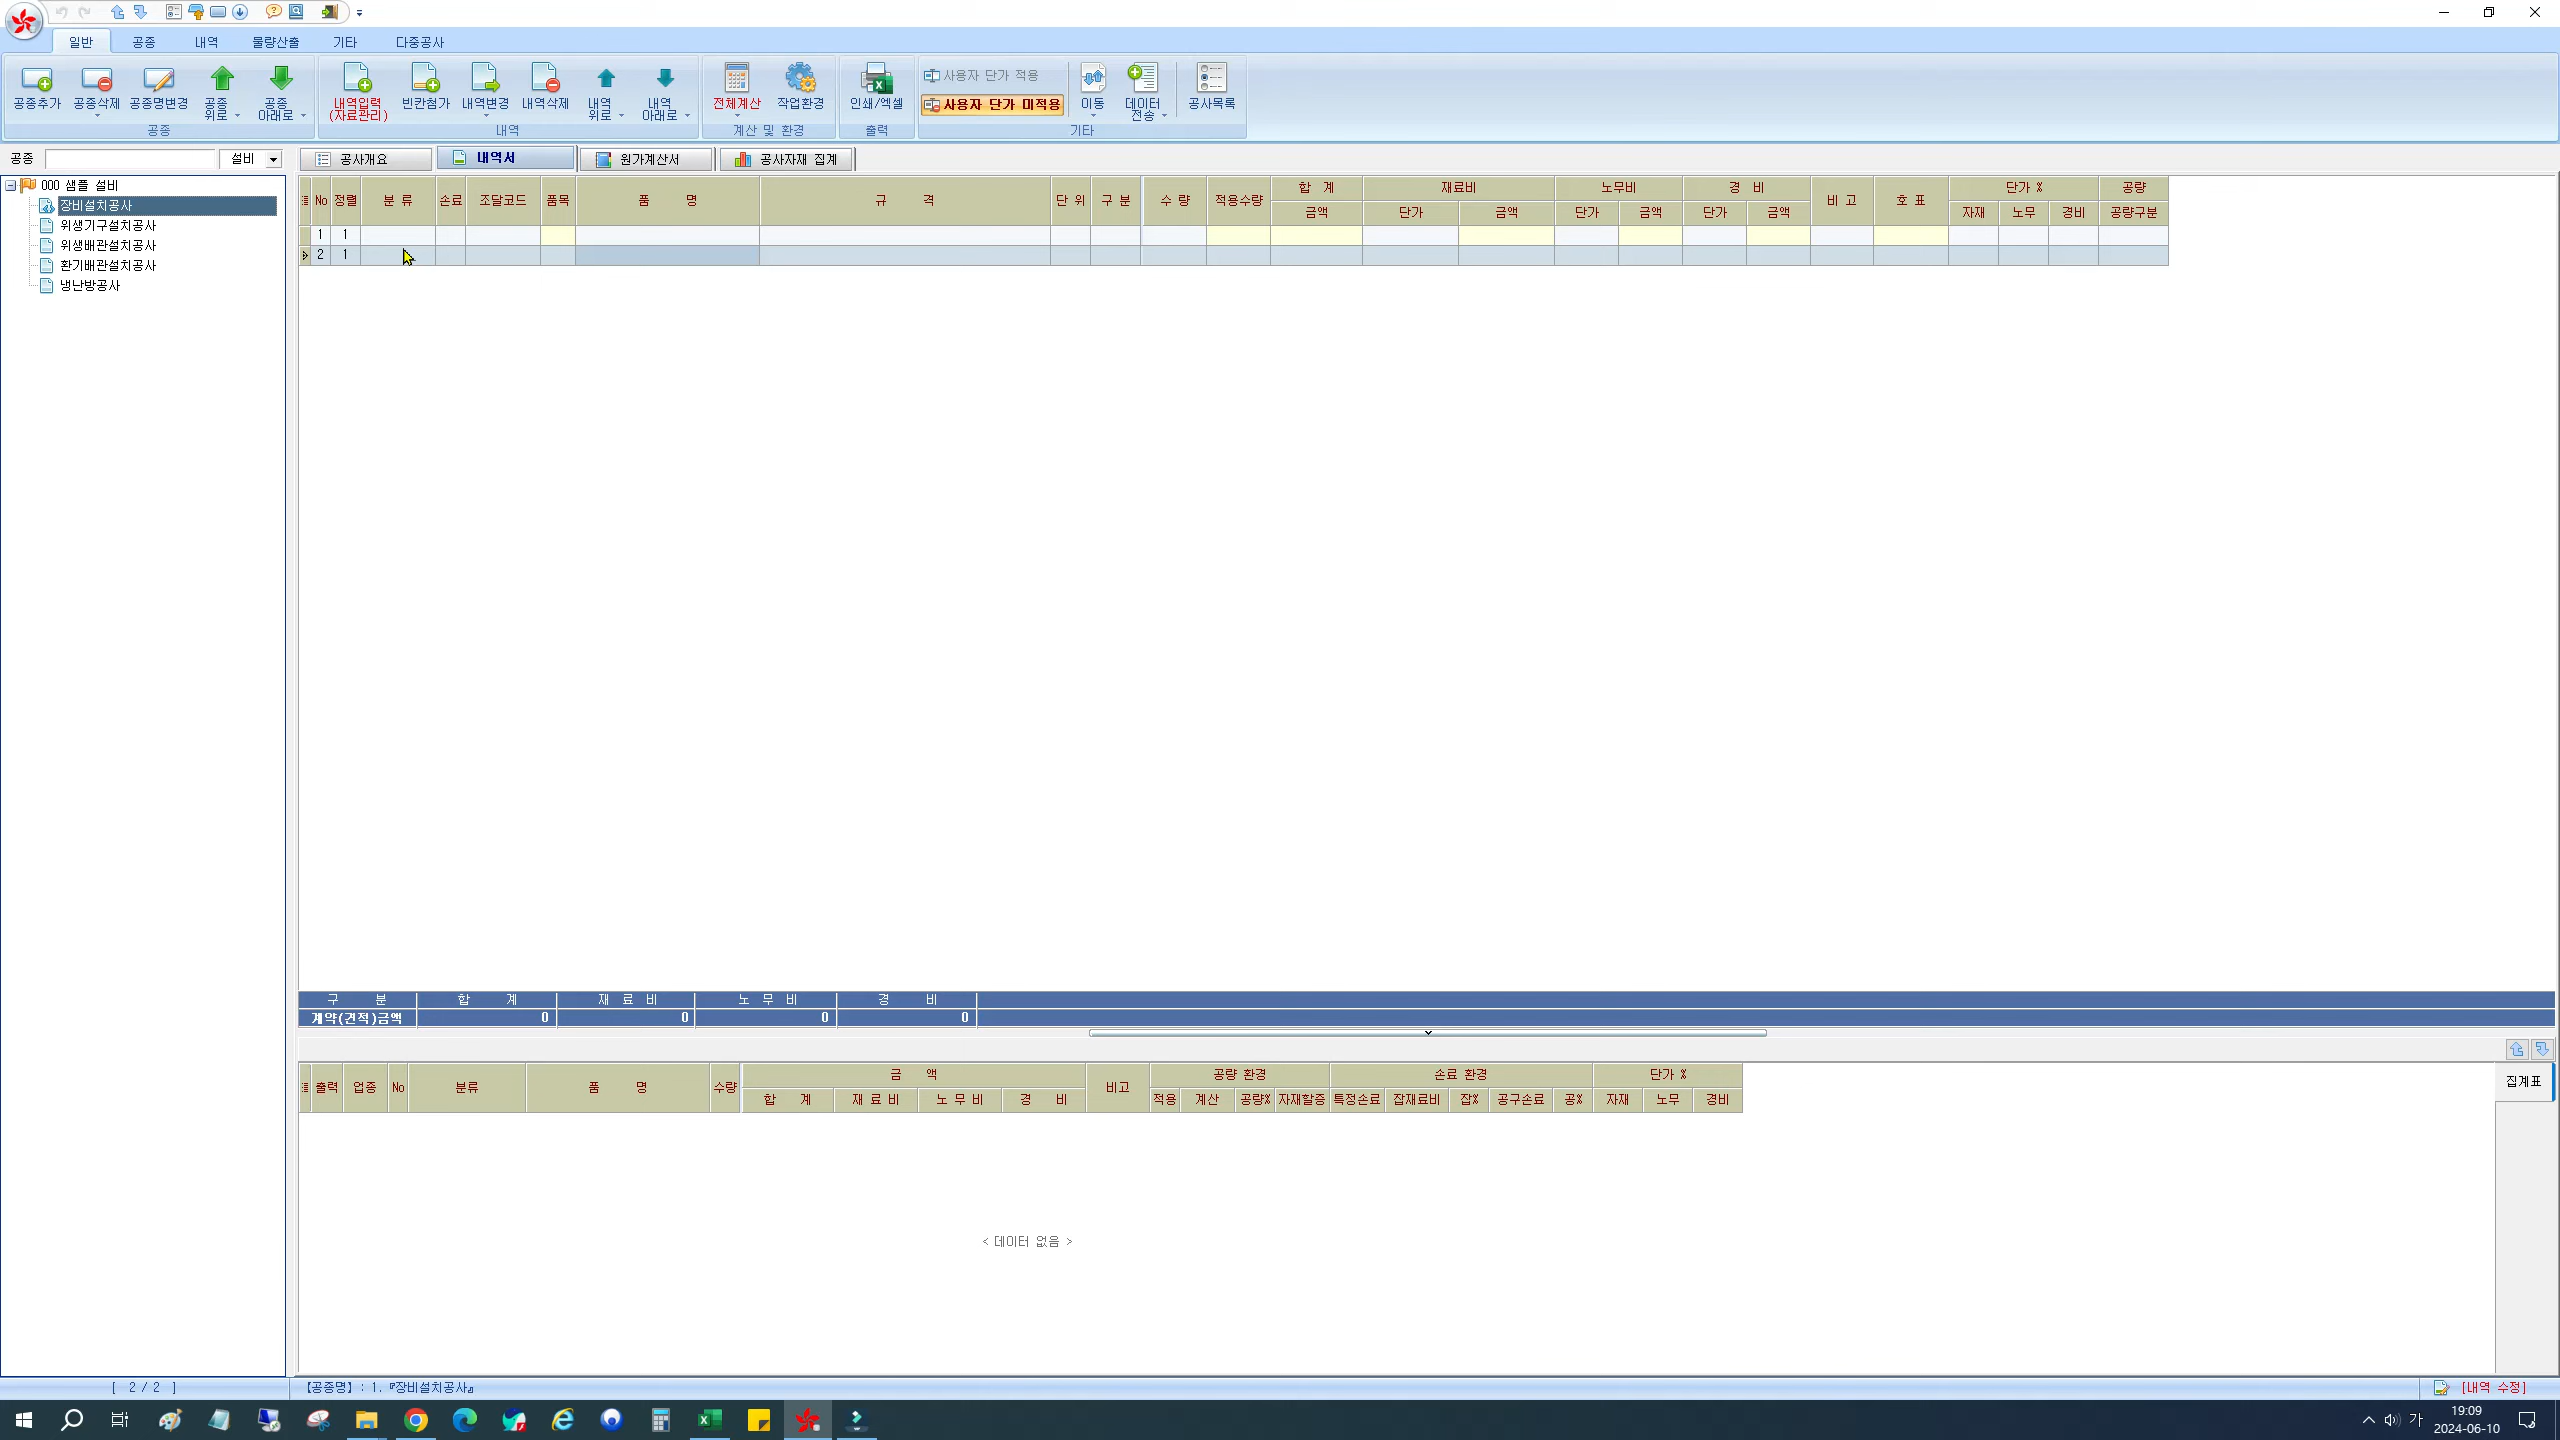 일반 공종 내역 물량산출 기타 다중공사
공종추가 공종삭제 공종명변경 공종 위로 공종 아래로
공종
내역입력 (자료관리) 빈칸첨가 내역변경 내역삭제 내역 위로 내역 아래로
내역
전체계산 작업환경
계산 및 환경
인쇄/엑셀
출력
사용자 단가 적용
사용자 단가 미적용
이동 데이터 전송 공사목록
기타
공종 설비
000 샘플 설비
장비설치공사
위생기구설치공사
위생배관설치공사
환기배관설치공사
냉난방공사
공사개요 내역서 원가계산서 공사자재 집계
No 정렬 분 류 손료 조달코드 품목 품 명 규 격 단 위 구 분 수 량 적용수량 합 계 재료비 노무비 경 비 비 고 호 표 단가 % 공량
금액 단가 금액 단가 금액 단가 금액 자재 노무 경비 공량구분
1 1
2 1
구 분 합 계 재 료 비 노 무 비 경 비
계약(견적)금액 0 0 0 0
출력 업종 No 분류 품 명 수량 금 액 비고 공량 환경 손료 환경 단가 %
합 계 재 료 비 노 무 비 경 비 적용 계산 공량% 자재할증 특정손료 잡재료비 잡% 공구손료 공% 자재 노무 경비
집계표
< 데이터 없음 >
[ 2 / 2 ]
【공종명】 : 1. 『장비설치공사』
[내역 수정]
가
19:09
2024-06-10